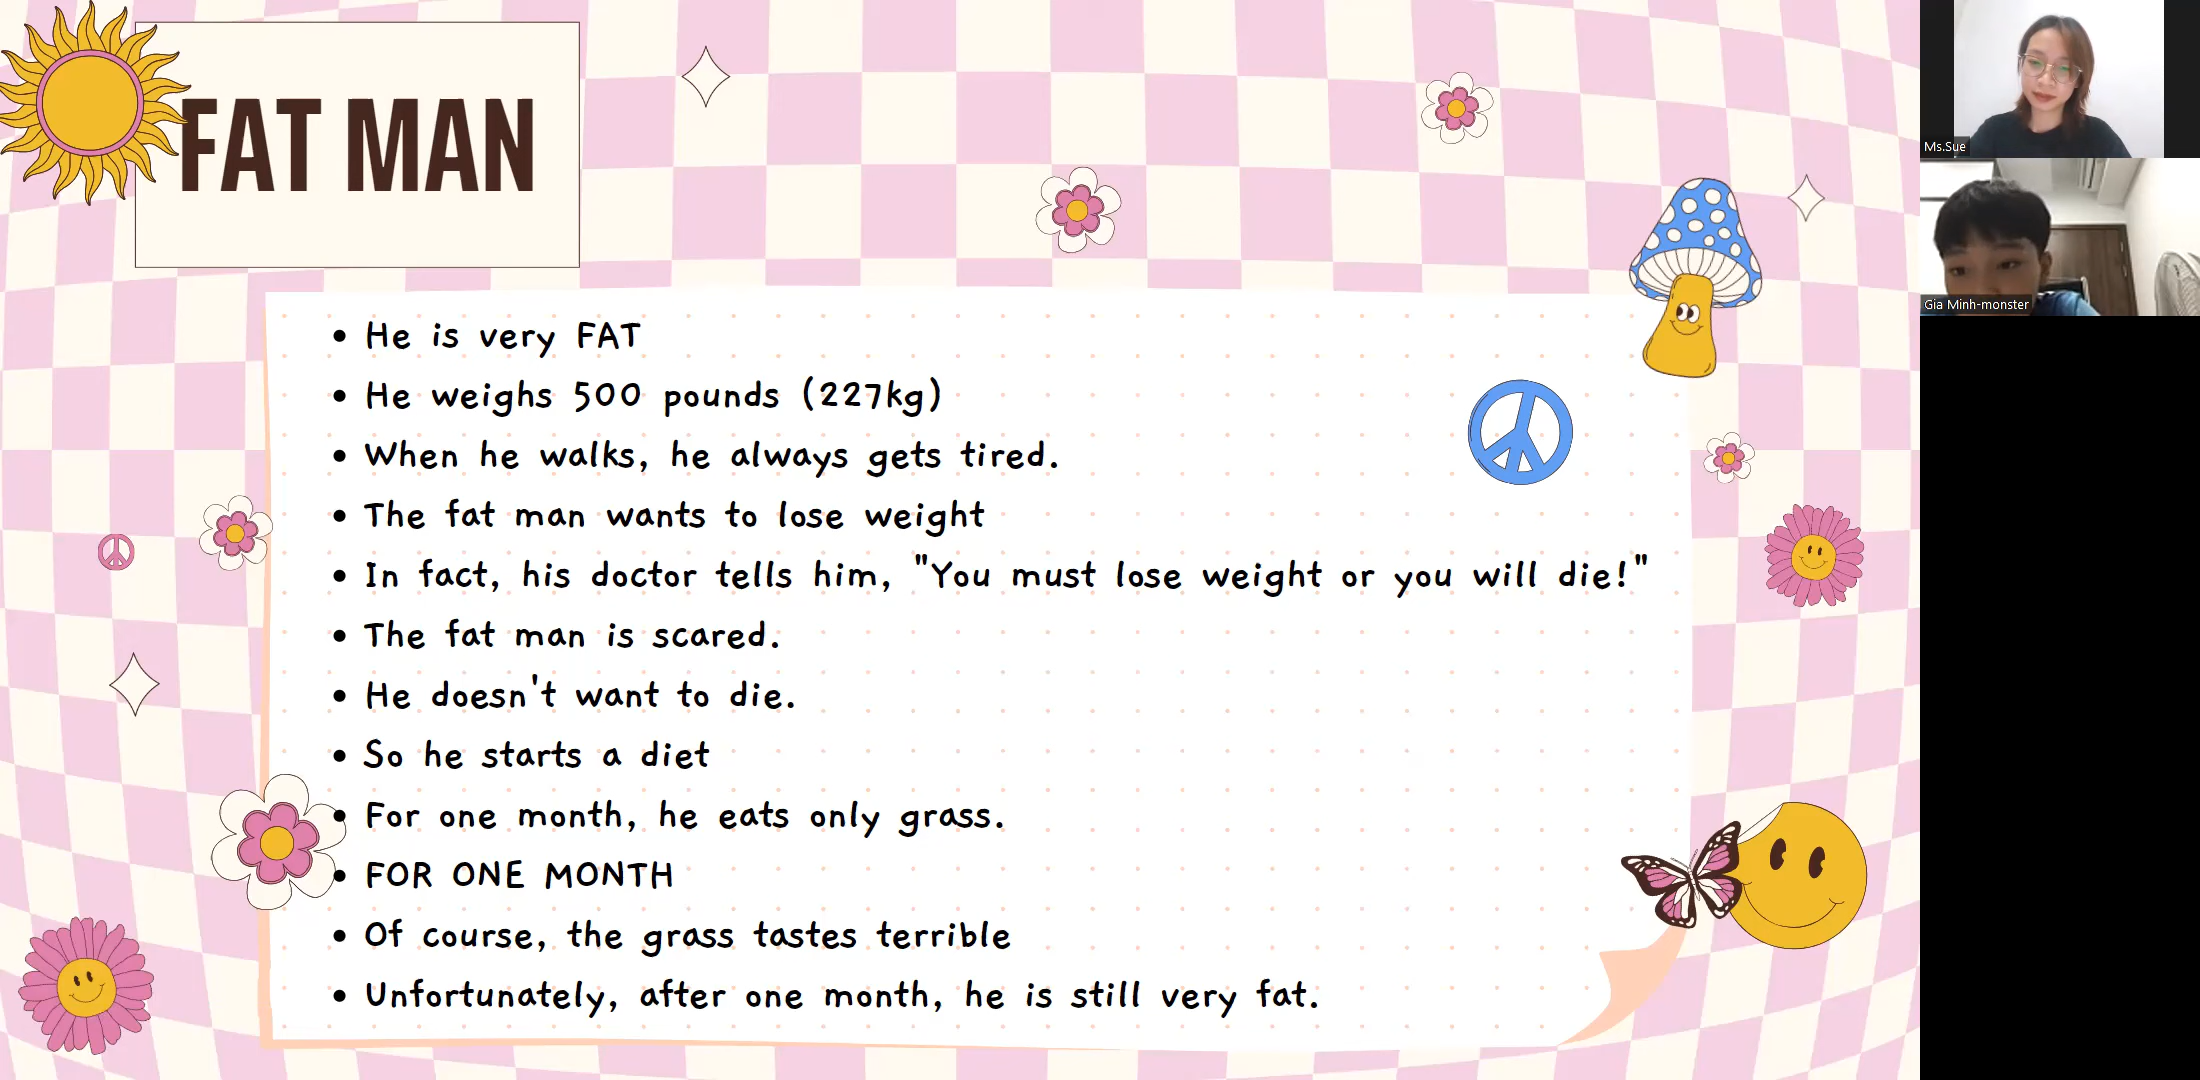 FAT MAN
• He is very FAT
• He weighs 500 pounds (227kg)
• When he walks, he always gets tired.
• The fat man wants to lose weight
• In fact, his doctor tells him, "You must lose weight or you will die!"
• The fat man is scared.
• He doesn't want to die.
• So he starts a diet
• For one month, he eats only grass.
• FOR ONE MONTH
• Of course, the grass tastes terrible
• Unfortunately, after one month, he is still very fat.
Ms.Sue
Gia Minh-monster